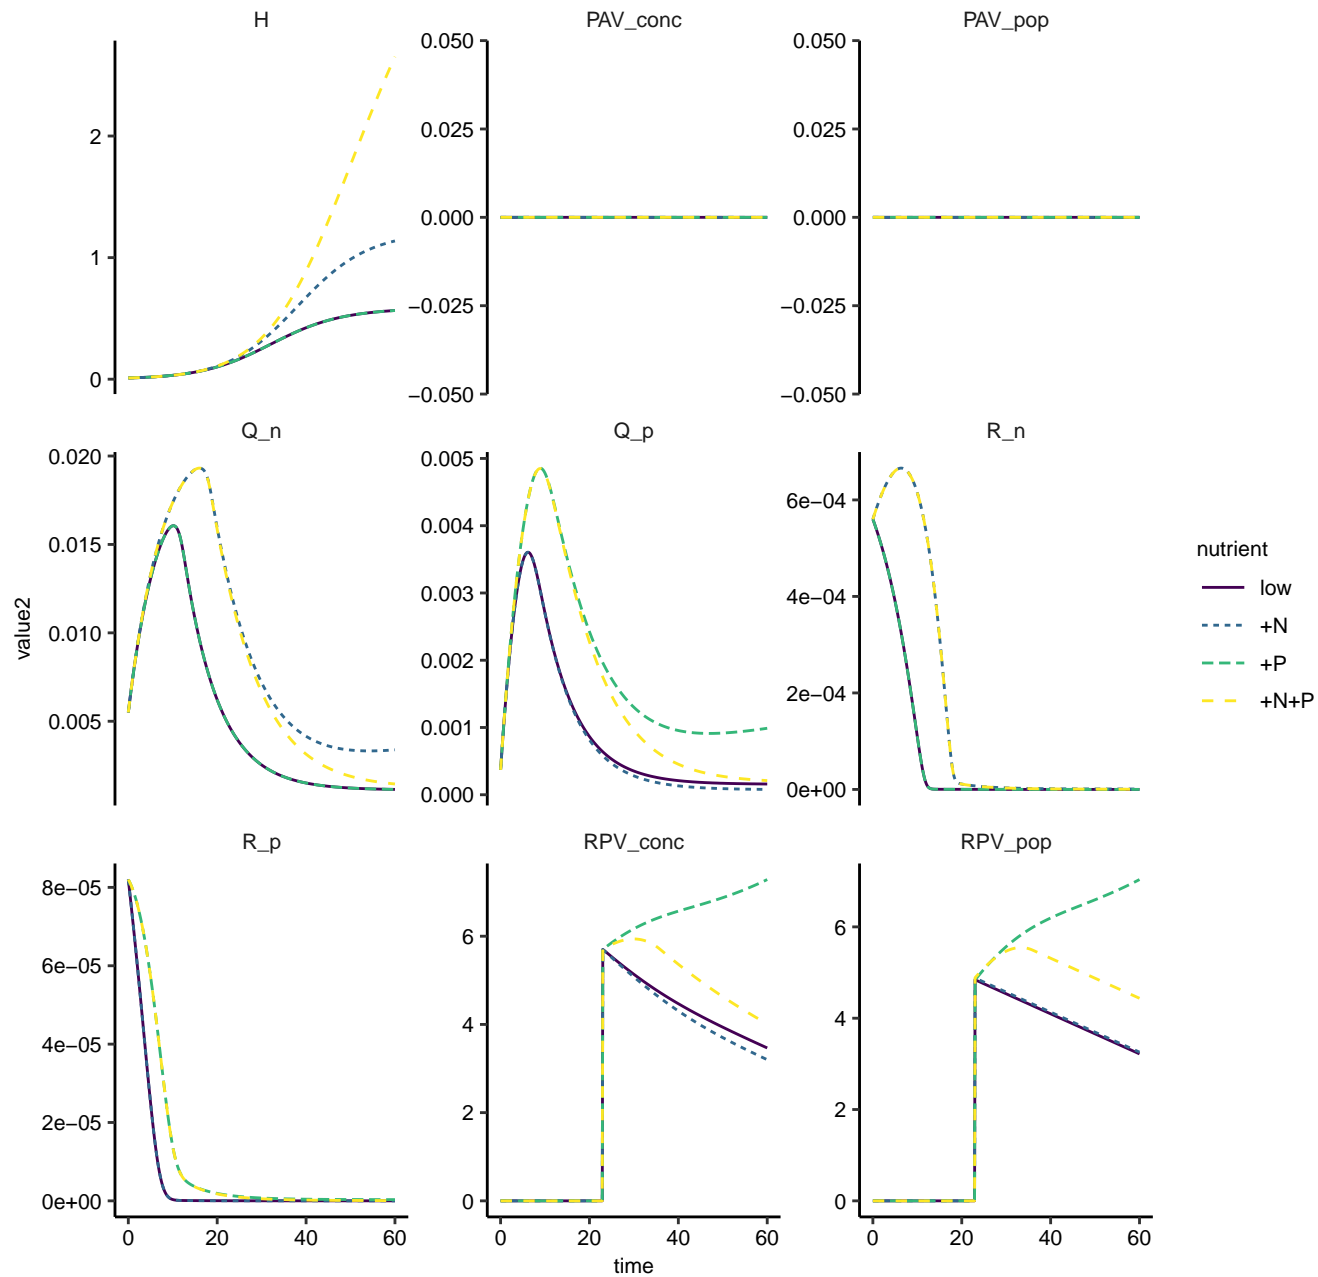 H
PAV_conc
PAV_pop
2
1
0
0.050
0.025
0.000
−0.025
−0.050
0.050
0.025
0.000
−0.025
−0.050
Q_n
Q_p
R_n
0.020
0.015
0.010
0.005
0.005
0.004
0.003
0.002
0.001
0.000
6e−04
4e−04
2e−04
0e+00
value2
nutrient
low
+N
+P
+N+P
R_p
RPV_conc
RPV_pop
8e−05
6e−05
4e−05
2e−05
0e+00
6
4
2
0
6
4
2
0
0 20 40 60
0 20 40 60
0 20 40 60
time